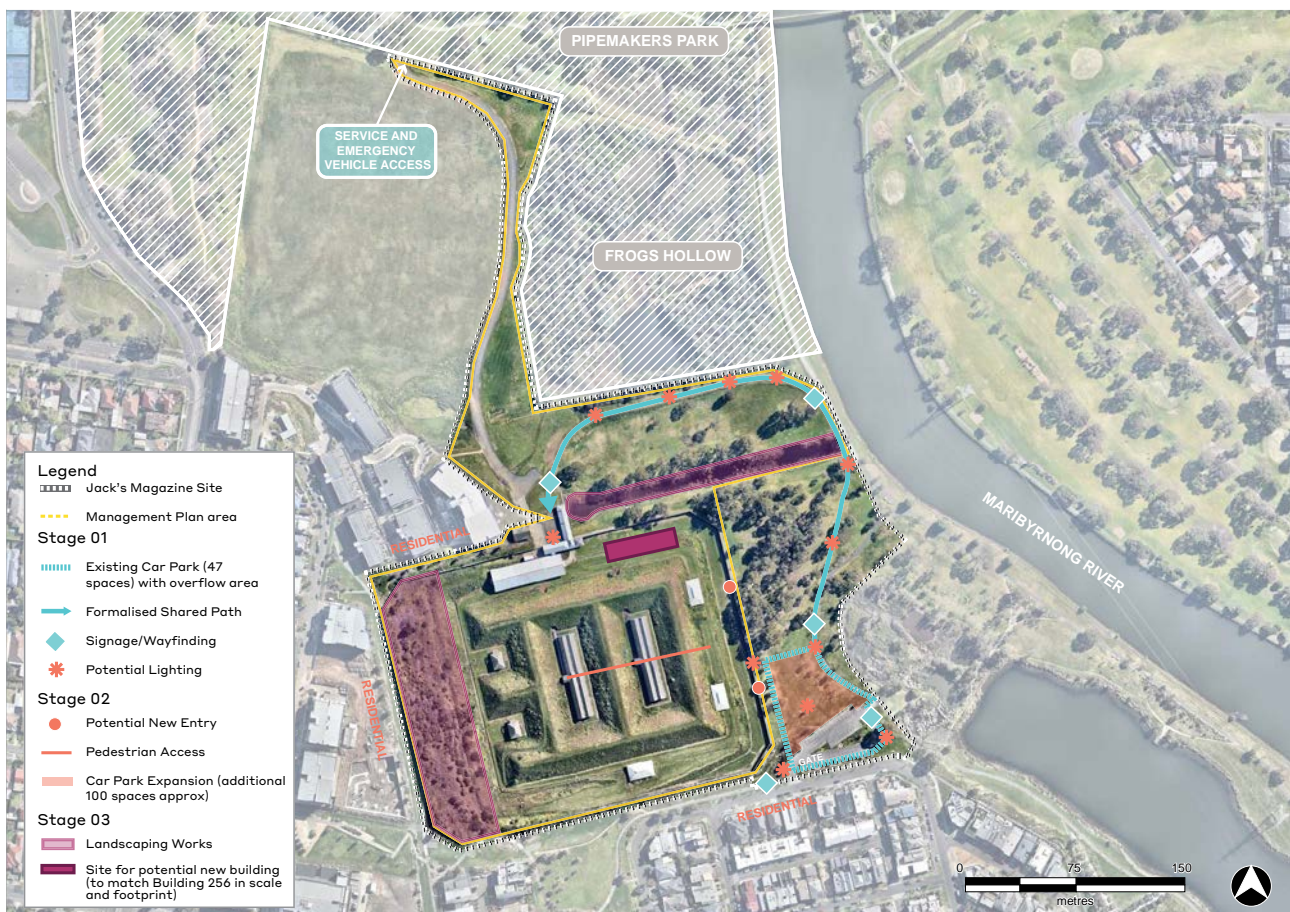 PIPEMAKERS PARK
SERVICE AND
EMERGENCY
VEHICLE ACCESS
FROGS HOLLOW
MARIBYRNONG RIVER
RESIDENTIAL
RESIDENTIAL
GATE
RESIDENTIAL
Legend
Jack's Magazine Site
Management Plan area
Stage 01
Existing Car Park (47
spaces) with overflow area
Formalised Shared Path
Signage/Wayfinding
Potential Lighting
Stage 02
Potential New Entry
Pedestrian Access
Car Park Expansion (additional
100 spaces approx)
Stage 03
Landscaping Works
Site for potential new building
(to match Building 256 in scale
and footprint)
0 75 150
metres